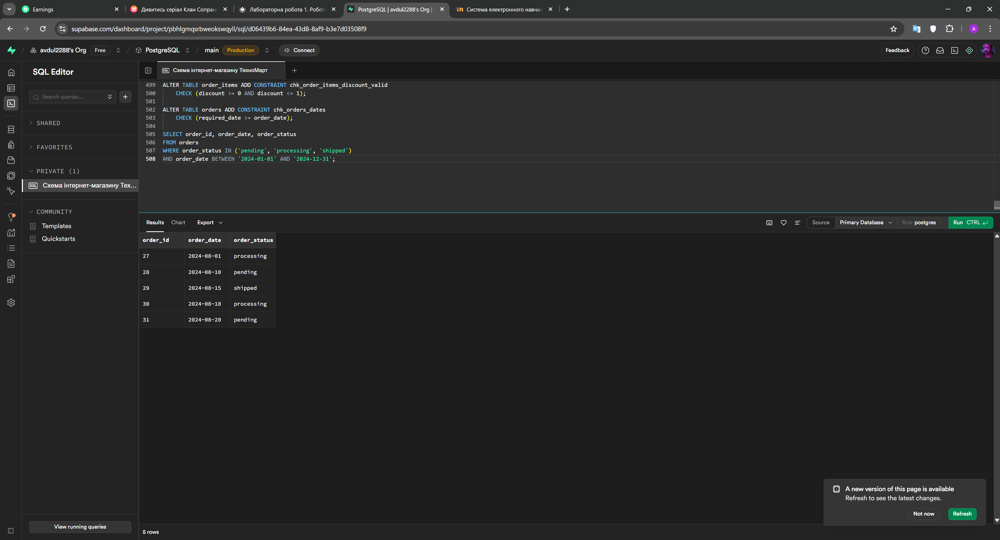 Earnings
Дивитись серіал Клан Сопран
Лабораторна робота 1. Робот
PostgreSQL | avdul2288's Org |
Система електронного навчан
supabase.com/dashboard/project/pbhlgmqsrbweokswqyll/sql/d06439b6-84ea-43d8-8af9-b3e7d03508f9
A
/ avdul2288's Org Free / PostgreSQL / main Production Connect
Feedback
SQL Editor
SQL Схема інтернет-магазину ТехноМарт
Search queries...
SHARED
FAVORITES
PRIVATE (1)
SQL Схема інтернет-магазину Тех...
COMMUNITY
Templates
Quickstarts
View running queries
499 ALTER TABLE order_items ADD CONSTRAINT chk_order_items_discount_valid
500 CHECK (discount >= 0 AND discount <= 1);
501
502 ALTER TABLE orders ADD CONSTRAINT chk_orders_dates
503 CHECK (required_date >= order_date);
504
505 SELECT order_id, order_date, order_status
506 FROM orders
507 WHERE order_status IN ('pending', 'processing', 'shipped')
508 AND order_date BETWEEN '2024-01-01' AND '2024-12-31';
Results Chart Export
Source Primary Database Role postgres Run CTRL
order_id order_date order_status
27 2024-08-01 processing
28 2024-08-10 pending
29 2024-08-15 shipped
30 2024-08-18 processing
31 2024-08-20 pending
A new version of this page is available
Refresh to see the latest changes.
Not now Refresh
5 rows